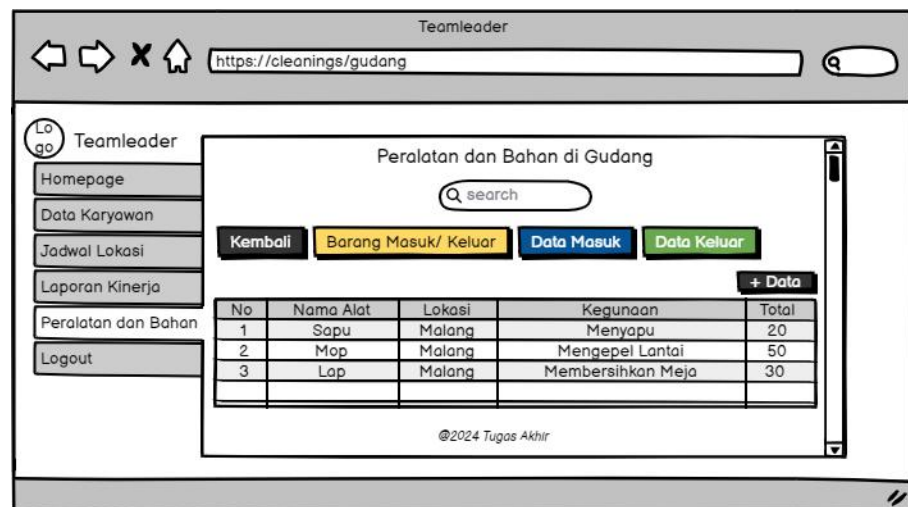 Teamleader
https://cleanings/gudang
Lo
go
Teamleader
Homepage
Data Karyawan
Jadwal Lokasi
Laporan Kinerja
Peralatan dan Bahan
Logout
Peralatan dan Bahan di Gudang
search
Kembali Barang Masuk/ Keluar Data Masuk Data Keluar
+ Data
No Nama Alat Lokasi Kegunaan Total
1 Sapu Malang Menyapu 20
2 Mop Malang Mengepel Lantai 50
3 Lap Malang Membersihkan Meja 30
@2024 Tugas Akhir